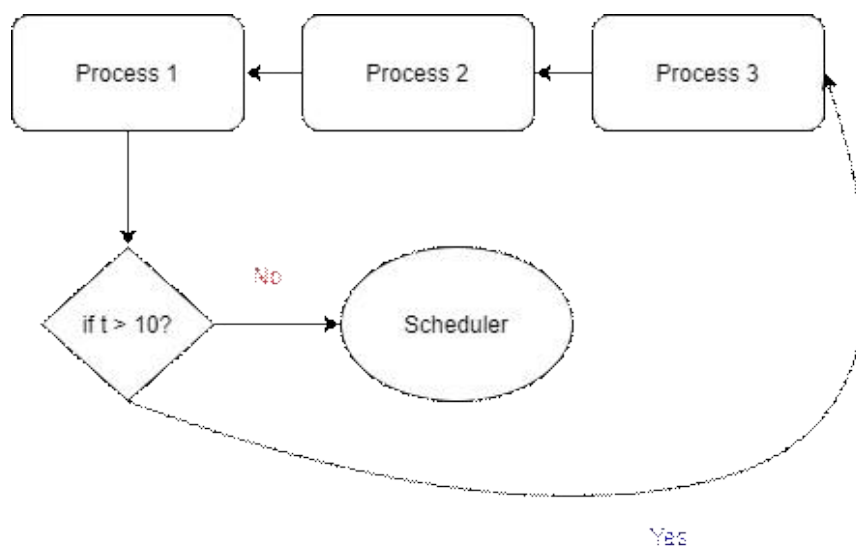 Process 1
Process 2
Process 3
No
if t > 10?
Scheduler
Yes